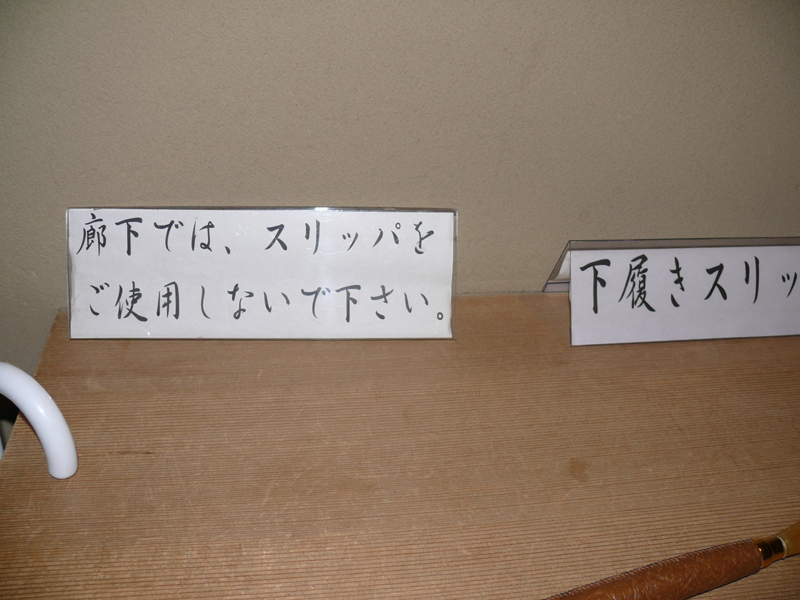 廊下では、スリッパを
ご使用しないで下さい。
下履きスリッ